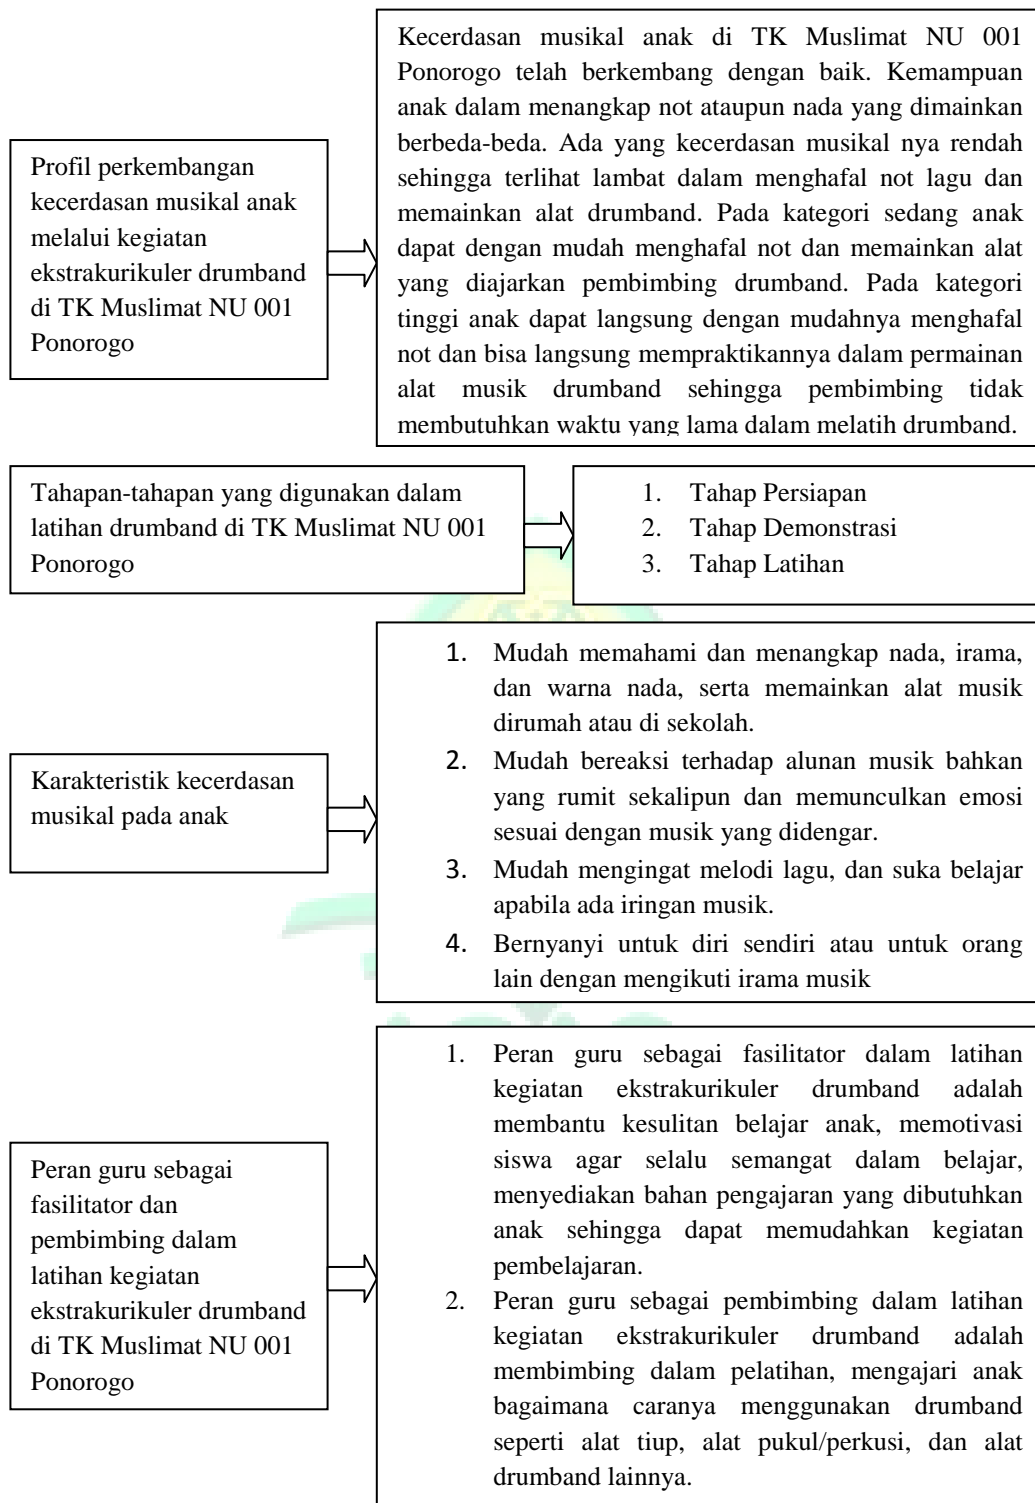 Profil perkembangan
kecerdasan musikal anak
melalui kegiatan
ekstrakurikuler drumband
di TK Muslimat NU 001
Ponorogo
Kecerdasan musikal anak di TK Muslimat NU 001
Ponorogo telah berkembang dengan baik. Kemampuan
anak dalam menangkap not ataupun nada yang dimainkan
berbeda-beda. Ada yang kecerdasan musikal nya rendah
sehingga terlihat lambat dalam menghafal not lagu dan
memainkan alat drumband. Pada kategori sedang anak
dapat dengan mudah menghafal not dan memainkan alat
yang diajarkan pembimbing drumband. Pada kategori
tinggi anak dapat langsung dengan mudahnya menghafal
not dan bisa langsung mempraktikannya dalam permainan
alat musik drumband sehingga pembimbing tidak
membutuhkan waktu yang lama dalam melatih drumband.
Tahapan-tahapan yang digunakan dalam
latihan drumband di TK Muslimat NU 001
Ponorogo
1. Tahap Persiapan
2. Tahap Demonstrasi
3. Tahap Latihan
Karakteristik kecerdasan
musikal pada anak
1. Mudah memahami dan menangkap nada, irama,
dan warna nada, serta memainkan alat musik
dirumah atau di sekolah.
2. Mudah bereaksi terhadap alunan musik bahkan
yang rumit sekalipun dan memunculkan emosi
sesuai dengan musik yang didengar.
3. Mudah mengingat melodi lagu, dan suka belajar
apabila ada iringan musik.
4. Bernyanyi untuk diri sendiri atau untuk orang
lain dengan mengikuti irama musik
Peran guru sebagai
fasilitator dan
pembimbing dalam
latihan kegiatan
ekstrakurikuler drumband
di TK Muslimat NU 001
Ponorogo
1. Peran guru sebagai fasilitator dalam latihan
kegiatan ekstrakurikuler drumband adalah
membantu kesulitan belajar anak, memotivasi
siswa agar selalu semangat dalam belajar,
menyediakan bahan pengajaran yang dibutuhkan
anak sehingga dapat memudahkan kegiatan
pembelajaran.
2. Peran guru sebagai pembimbing dalam latihan
kegiatan ekstrakurikuler drumband adalah
membimbing dalam pelatihan, mengajari anak
bagaimana caranya menggunakan drumband
seperti alat tiup, alat pukul/perkusi, dan alat
drumband lainnya.